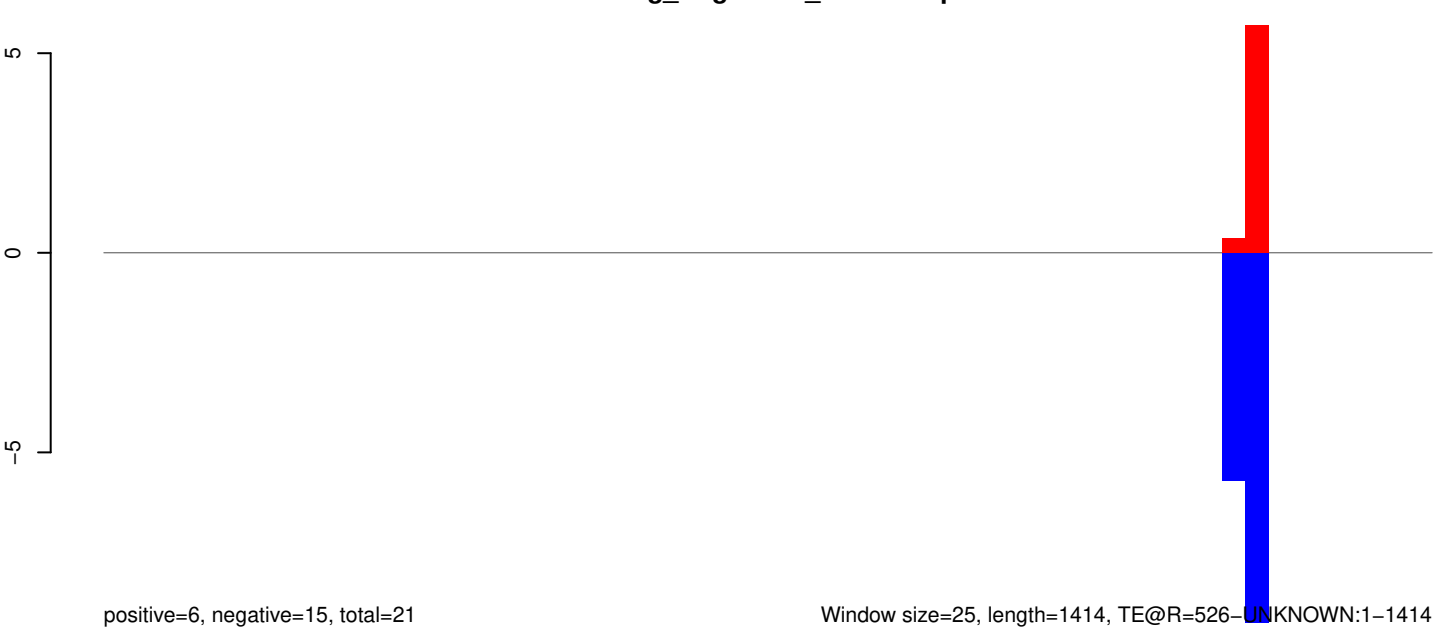 5
0
−5
positive=6, negative=15, total=21
Window size=25, length=1414, TE@R=526−UNKNOWN:1−1414